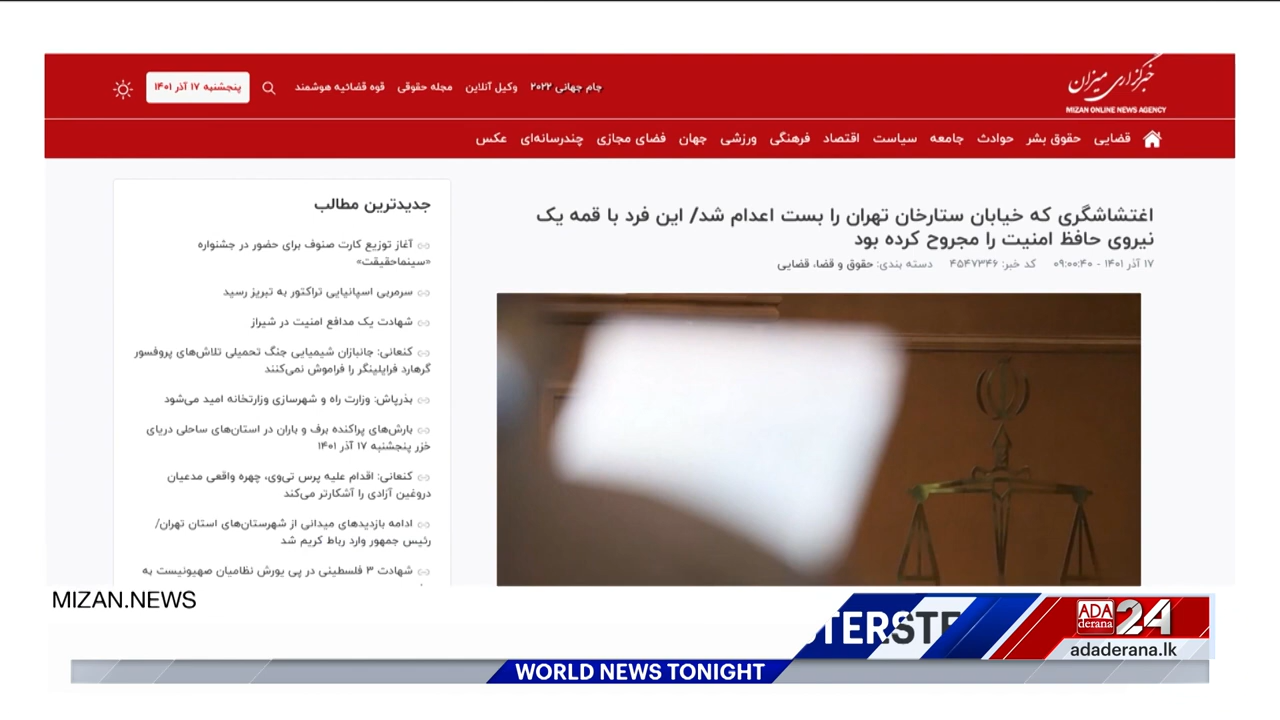 خبرگزاری میزان
MIZAN ONLINE NEWS AGENCY
جام جهانی ۲۰۲۲ وکیل آنلاین مجله حقوقی قوه قضائیه هوشمند
پنجشنبه ۱۷ آذر ۱۴۰۱
قضایی حقوق بشر حوادث جامعه سیاست اقتصاد فرهنگی ورزشی جهان فضای مجازی چندرسانه‌ای عکس
اغتشاشگری که خیابان ستارخان تهران را بست اعدام شد/ این فرد با قمه یک
نیروی حافظ امنیت را مجروح کرده بود
۱۷ آذر ۱۴۰۱ - ۰۹:۰۰:۴۰ کد خبر: ۴۵۴۷۳۴۶ دسته بندی: حقوق و قضا، قضایی
جدیدترین مطالب
آغاز توزیع کارت صنوف برای حضور در جشنواره
«سینماحقیقت»
سرمربی اسپانیایی تراکتور به تبریز رسید
شهادت یک مدافع امنیت در شیراز
کنعانی: جانبازان شیمیایی جنگ تحمیلی تلاش‌های پروفسور
گرهارد فرایلینگر را فراموش نمی‌کنند
بذرپاش: وزارت راه و شهرسازی وزارتخانه امید می‌شود
بارش‌های پراکنده برف و باران در استان‌های ساحلی دریای
خزر پنجشنبه ۱۷ آذر ۱۴۰۱
کنعانی: اقدام علیه پرس تی‌وی، چهره واقعی مدعیان
دروغین آزادی را آشکارتر می‌کند
ادامه بازدیدهای میدانی از شهرستان‌های استان تهران/
رئیس جمهور وارد رباط کریم شد
شهادت ۳ فلسطینی در پی یورش نظامیان صهیونیست به
MIZAN.NEWS
ADA
derana
24
adaderana.lk
WORLD NEWS TONIGHT